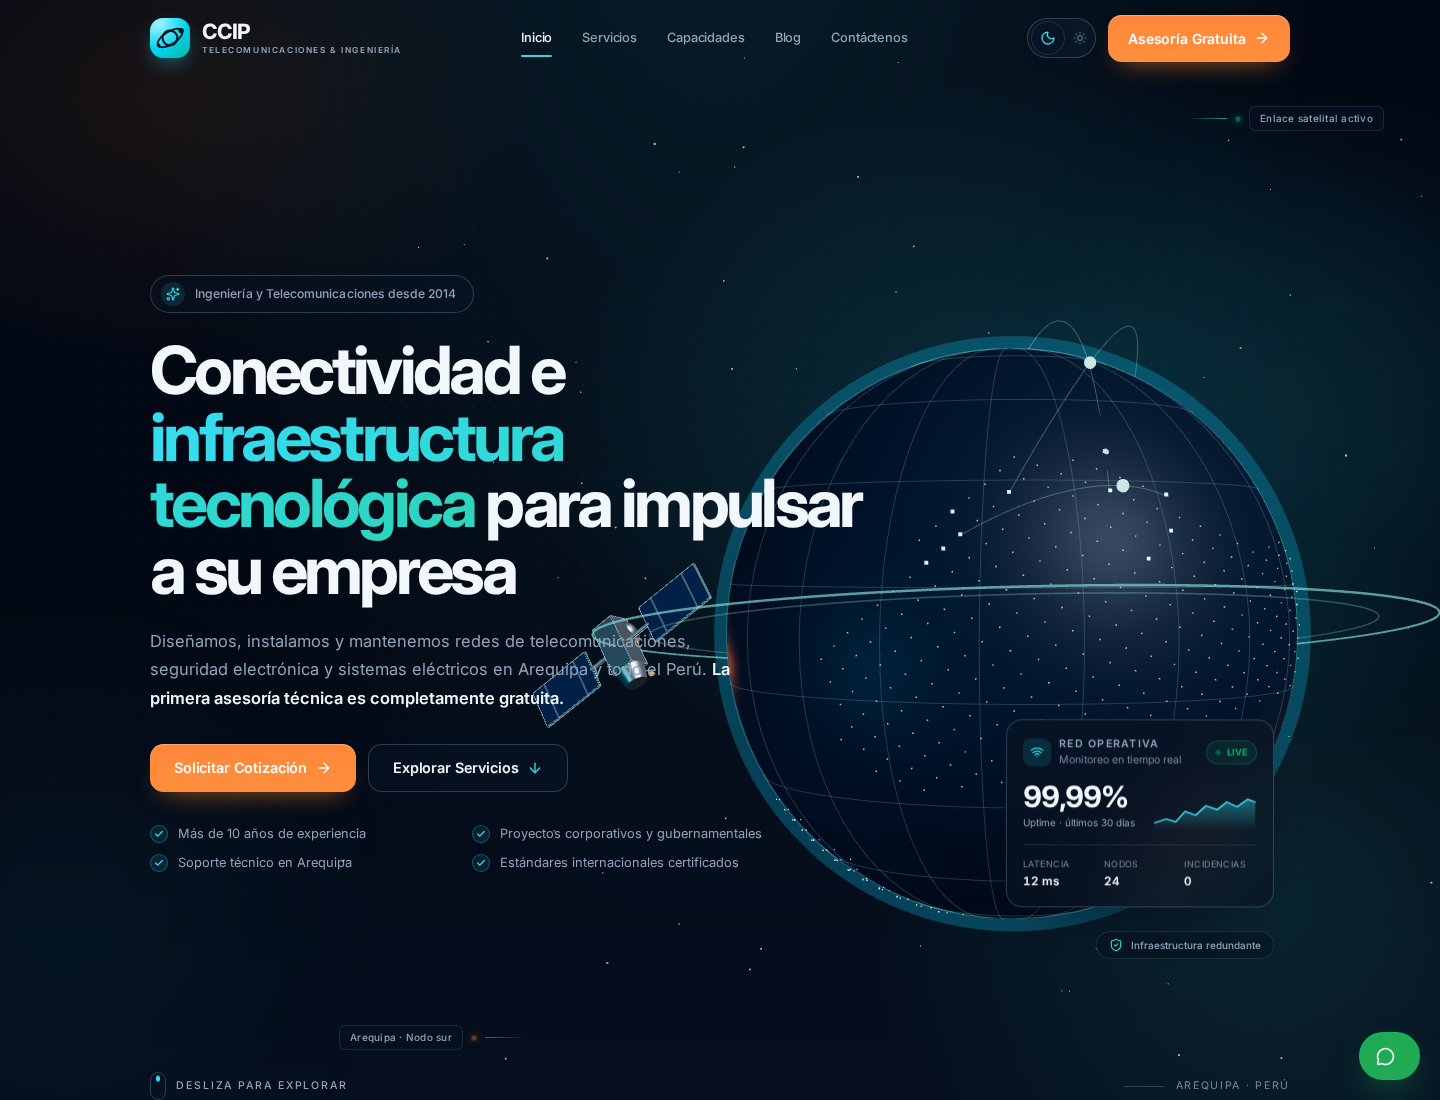 CCIP
TELECOMUNICACIONES & INGENIERÍA
Inicio
Servicios
Capacidades
Blog
Contáctenos
Asesoría Gratuita
Enlace satelital activo
Ingeniería y Telecomunicaciones desde 2014
Conectividad e
infraestructura
tecnológica para impulsar
a su empresa
Diseñamos, instalamos y mantenemos redes de telecomunicaciones,
seguridad electrónica y sistemas eléctricos en Arequipa y todo el Perú. La
primera asesoría técnica es completamente gratuita.
Solicitar Cotización
Explorar Servicios
Más de 10 años de experiencia
Proyectos corporativos y gubernamentales
Soporte técnico en Arequipa
Estándares internacionales certificados
RED OPERATIVA
Monitoreo en tiempo real
LIVE
99,99%
Uptime · últimos 30 días
LATENCIA
NODOS
INCIDENCIAS
12 ms
24
0
Infraestructura redundante
Arequipa · Nodo sur
DESLIZA PARA EXPLORAR
AREQUIPA · PERÚ